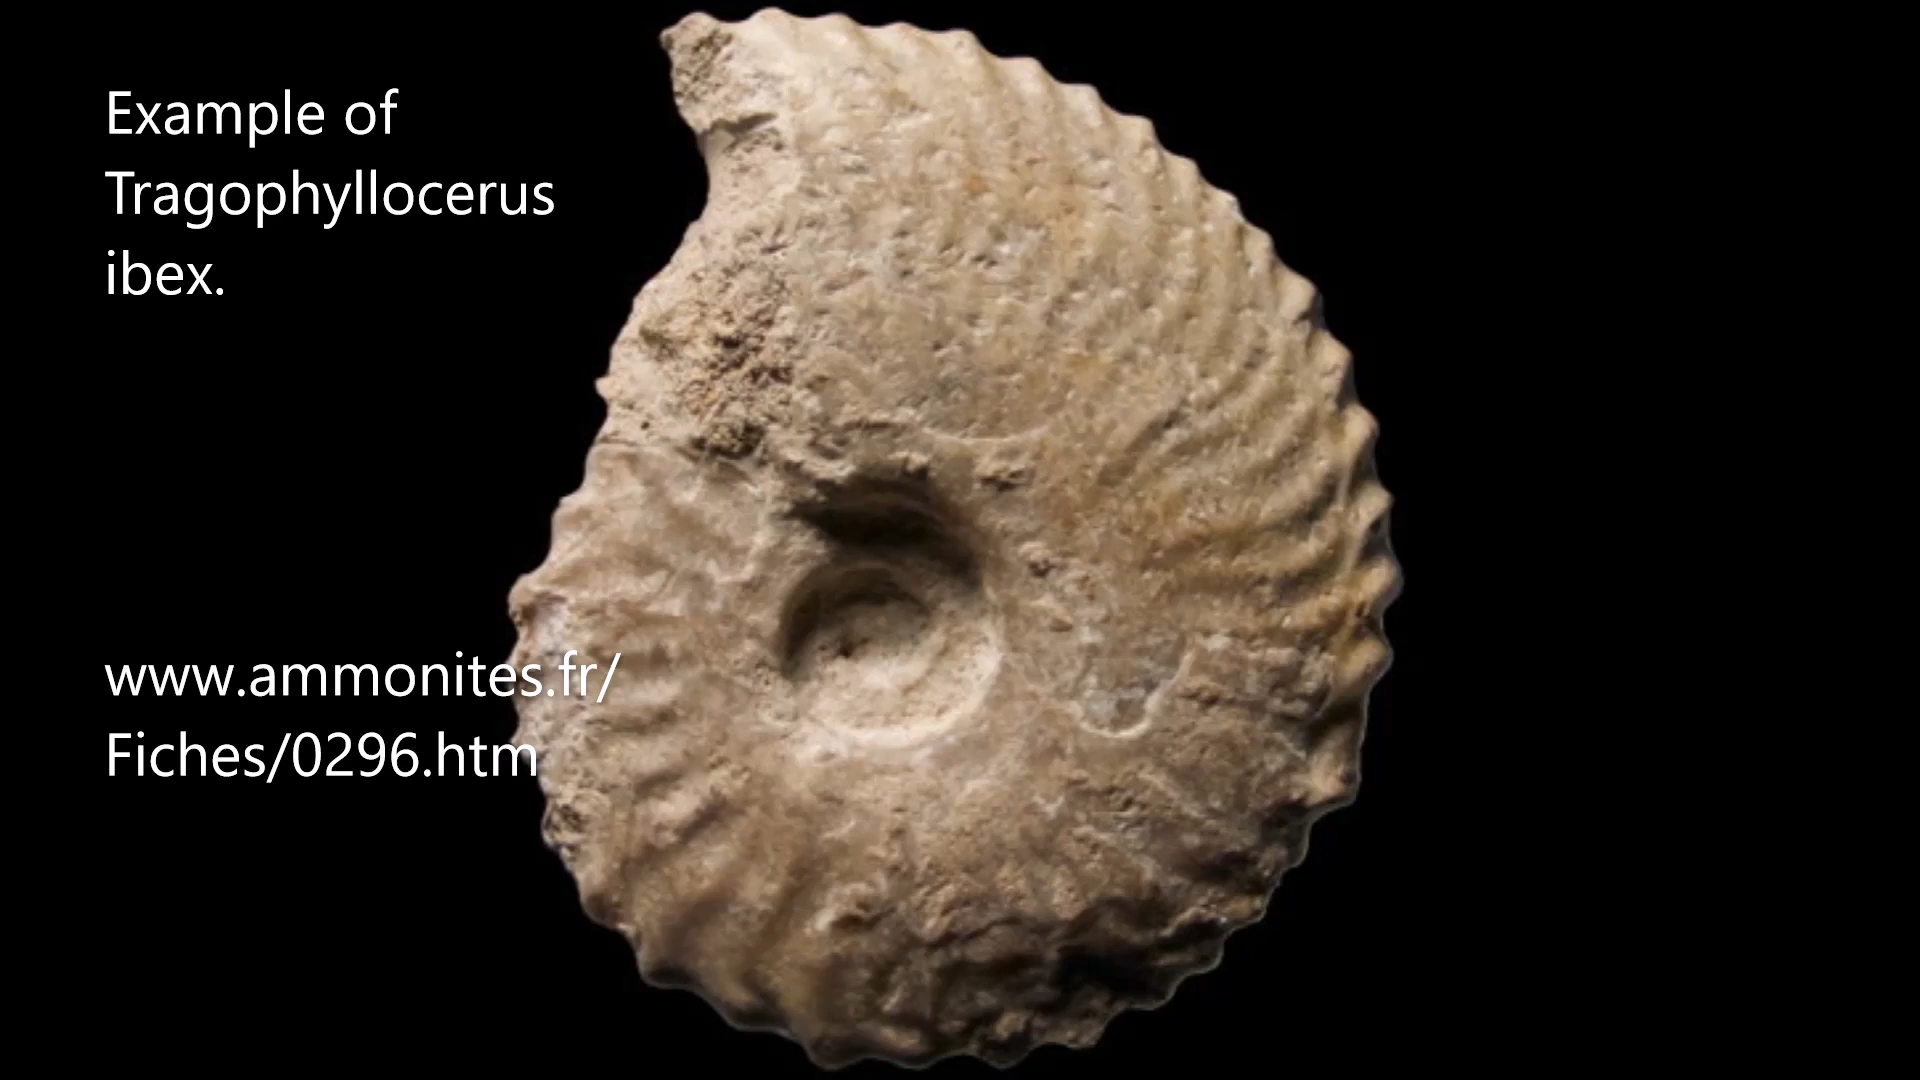 Example of
Tragophyllocerus
ibex.
www.ammonites.fr/
Fiches/0296.htm